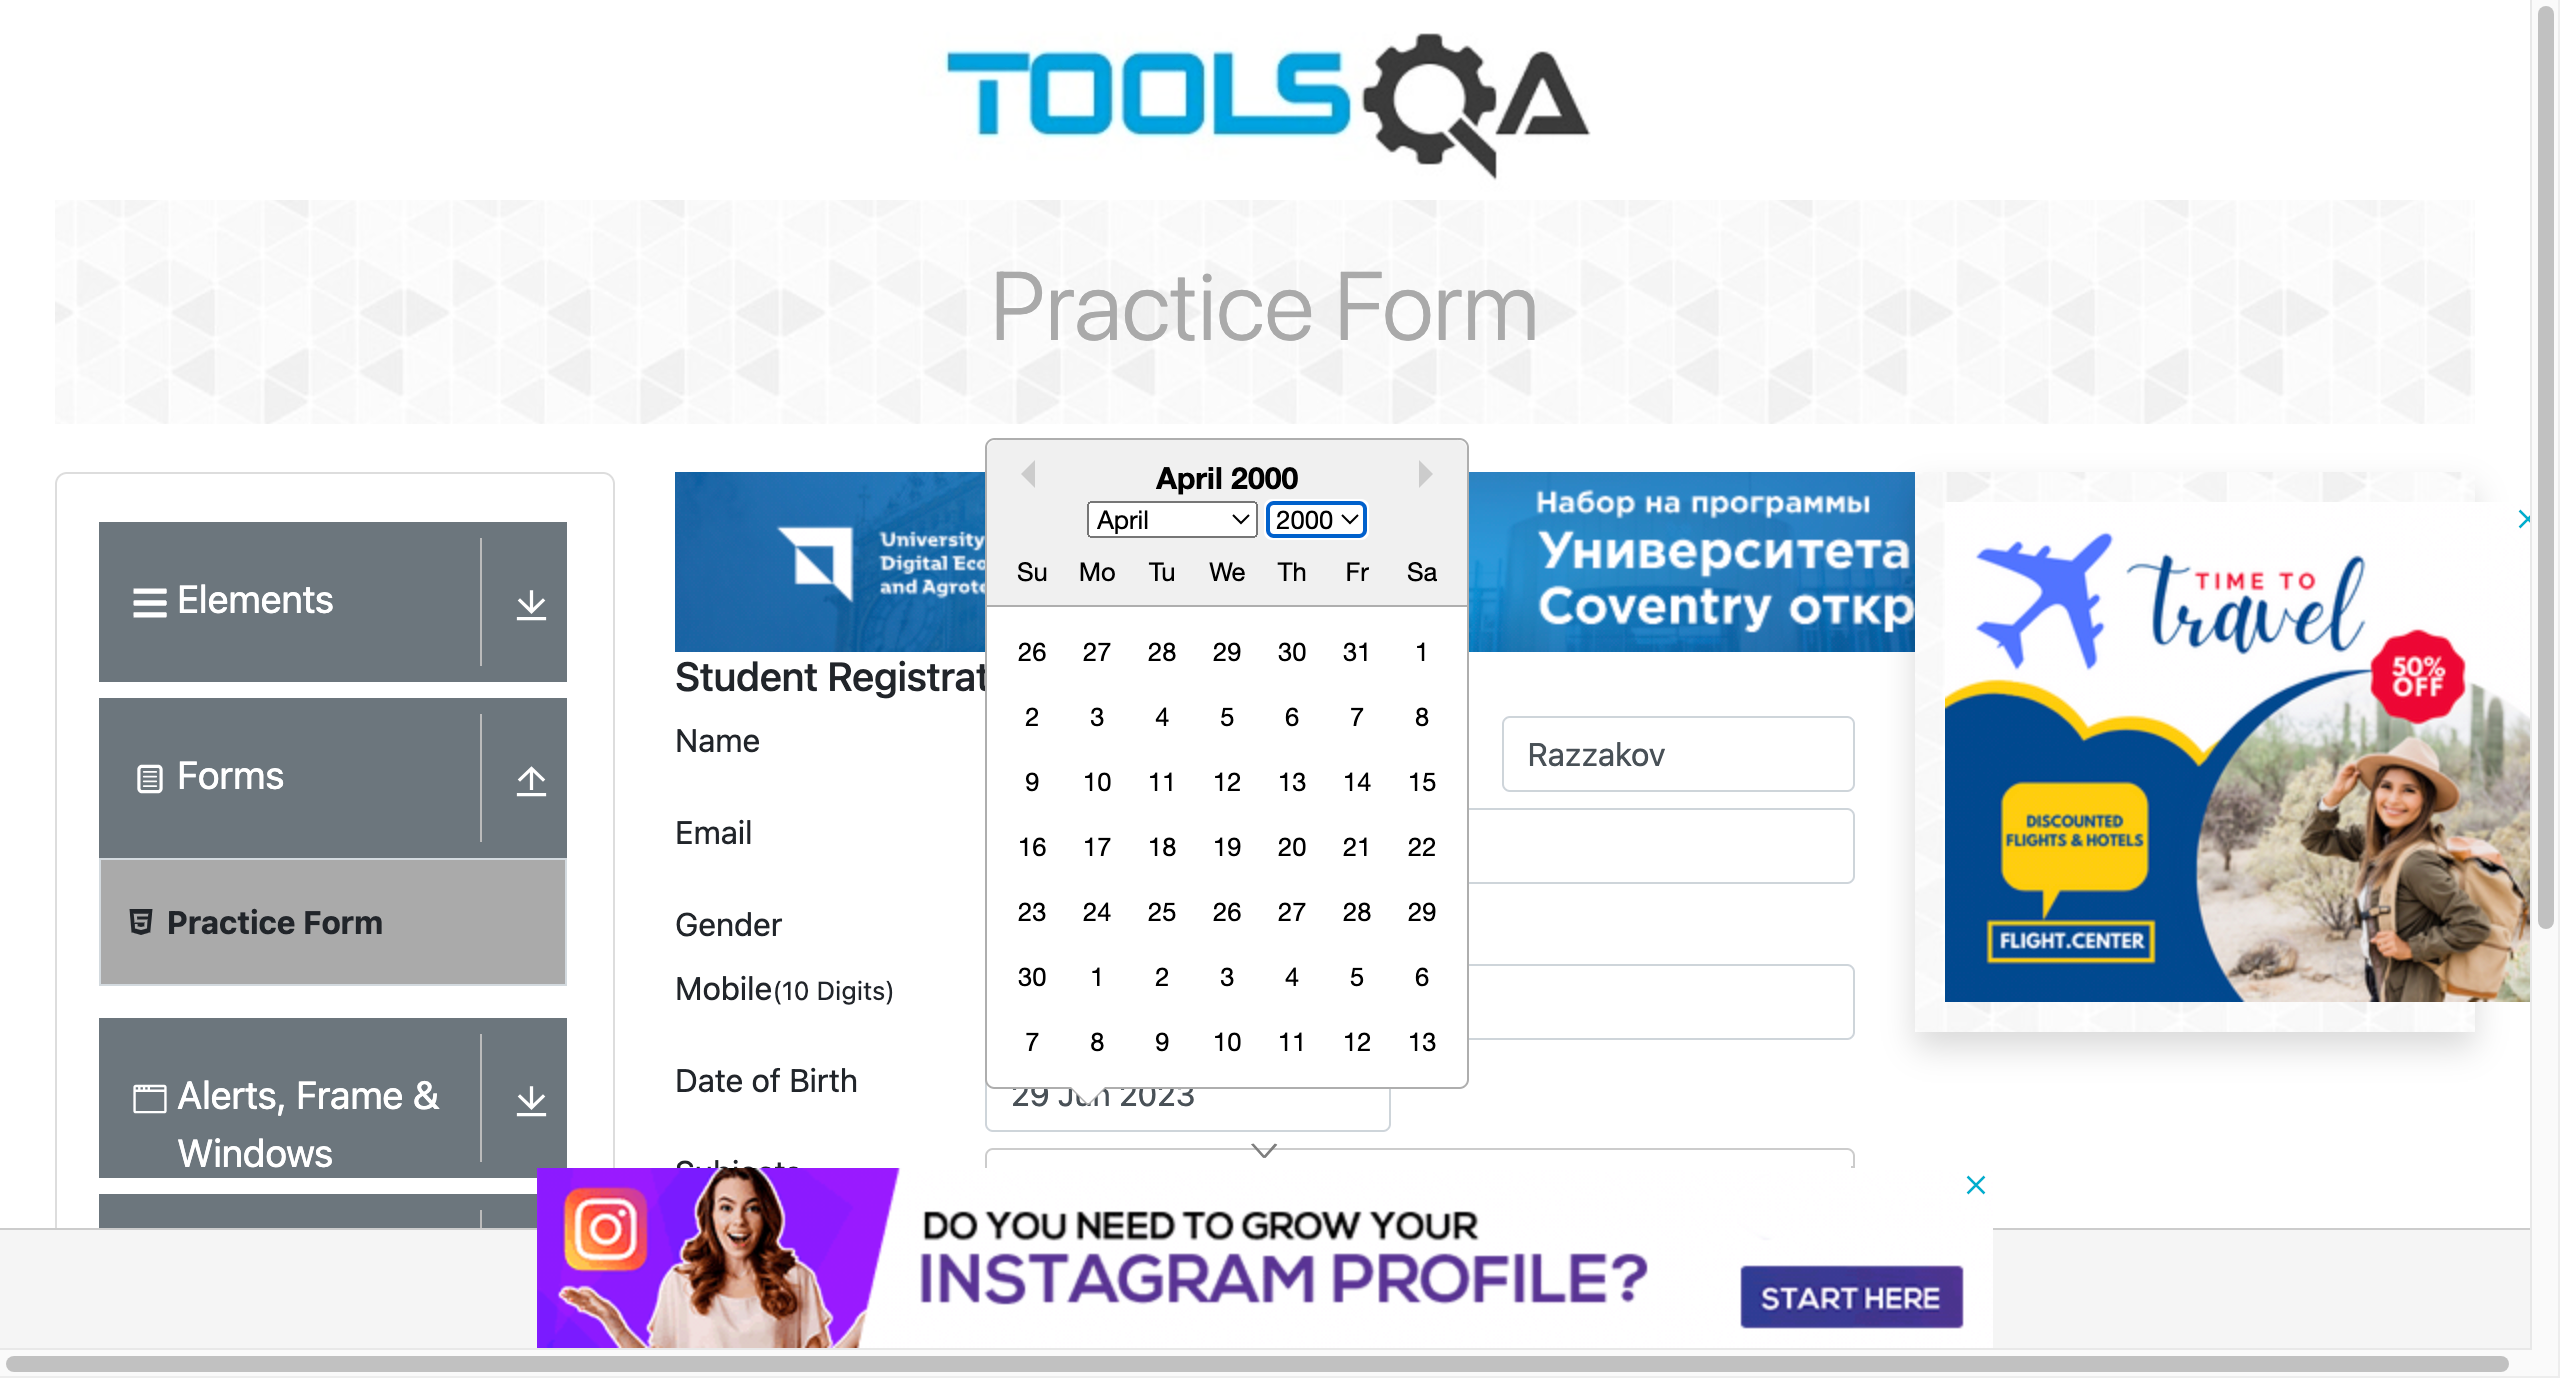 TOOLSQA
Practice Form
Elements
Forms
Practice Form
Alerts, Frame &
Windows
University
Digital Eco
and Agrote
Набор на программы
Университета
Coventry откр
April 2000
April 2000
Su Mo Tu We Th Fr Sa
26 27 28 29 30 31 1
2 3 4 5 6 7 8
9 10 11 12 13 14 15
16 17 18 19 20 21 22
23 24 25 26 27 28 29
30 1 2 3 4 5 6
7 8 9 10 11 12 13
Student Registrat
Name
Razzakov
Email
Gender
Mobile(10 Digits)
Date of Birth
29 Jun 2023
Subjects
TIME TO
travel
50%
OFF
DISCOUNTED
FLIGHTS & HOTELS
FLIGHT.CENTER
DO YOU NEED TO GROW YOUR
INSTAGRAM PROFILE?
START HERE